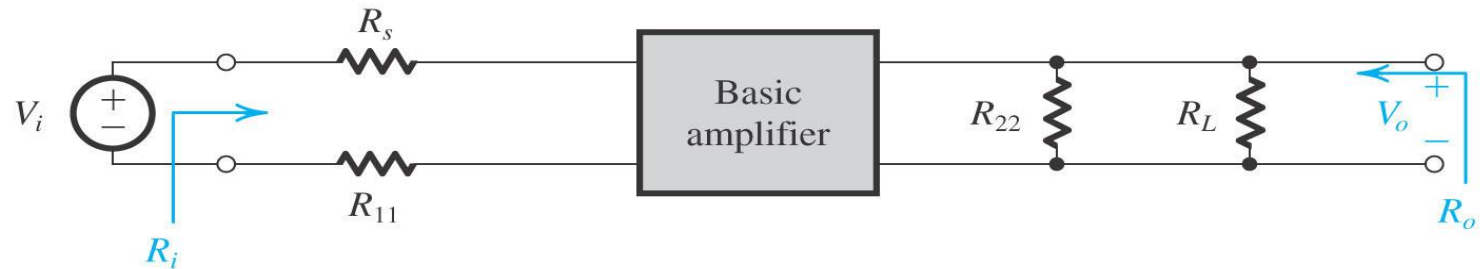 R_s
+
−
V_i
Basic
amplifier
R_22
R_L
+
V_o
−
R_11
R_i
R_o